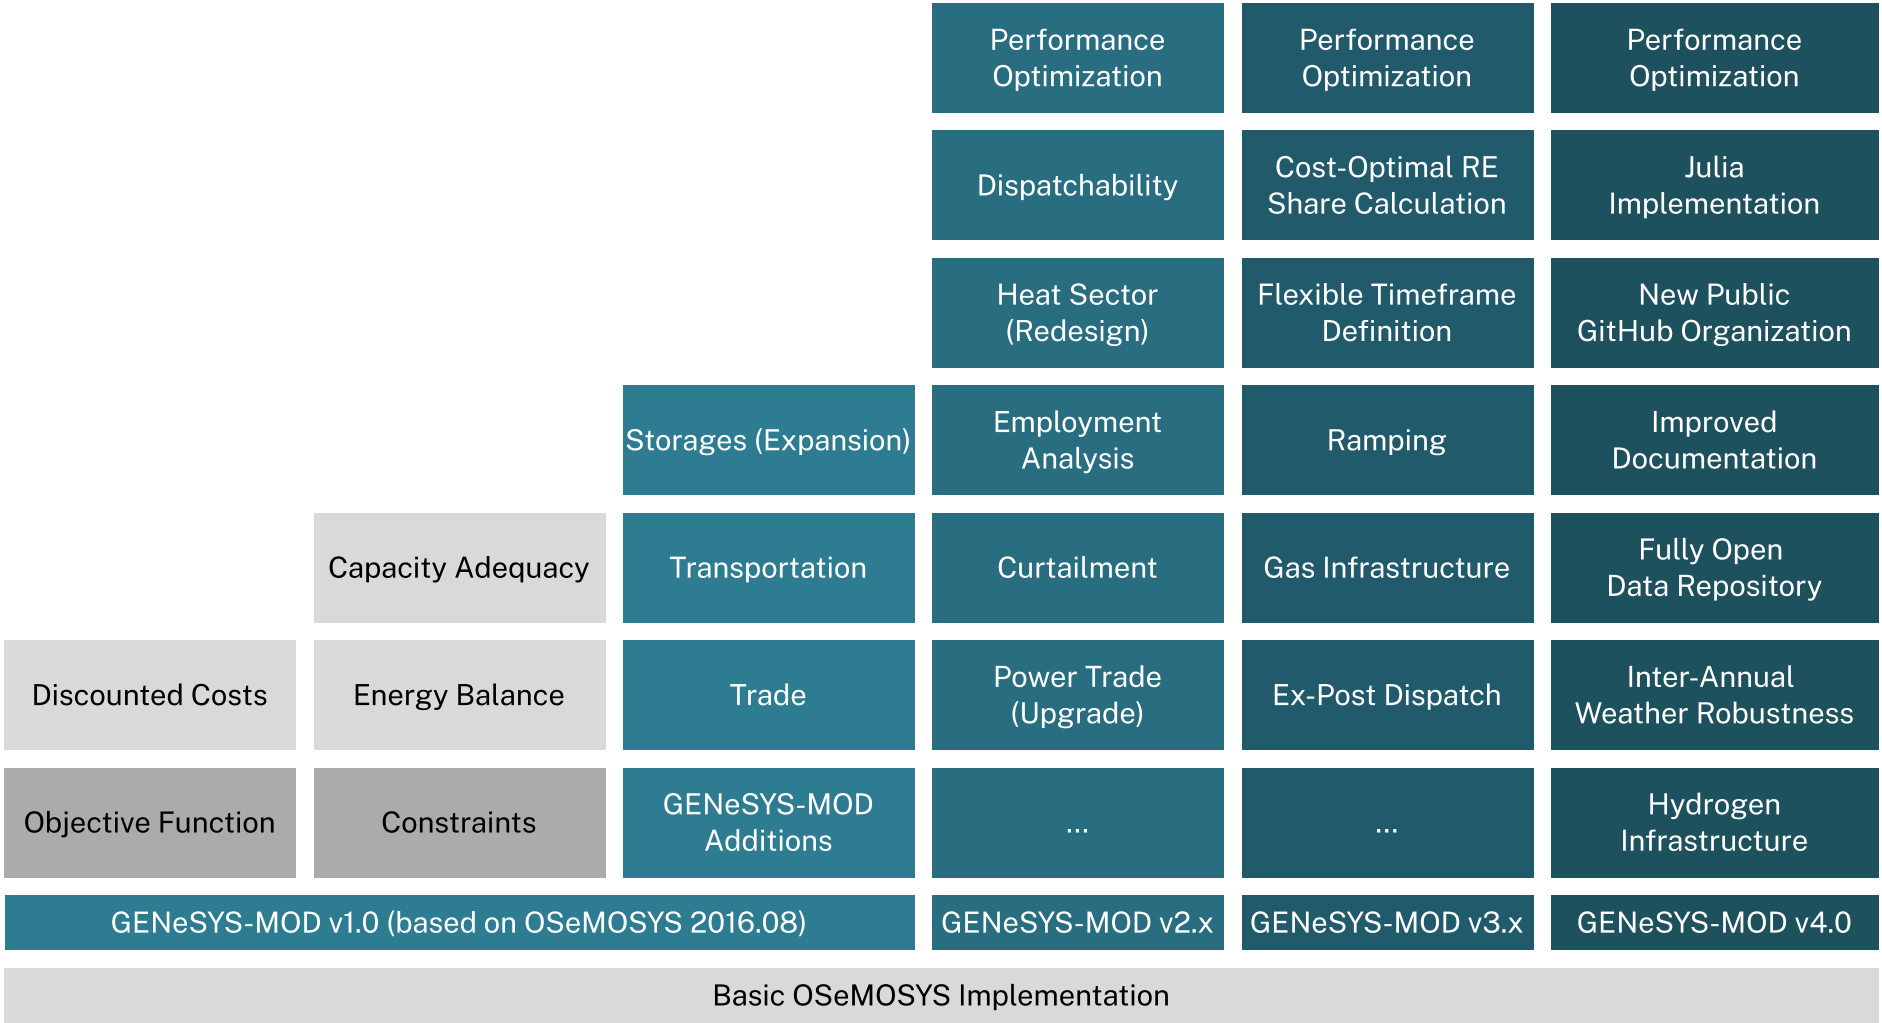 Performance
Optimization
Performance
Optimization
Performance
Optimization
Dispatchability
Cost-Optimal RE
Share Calculation
Julia
Implementation
Heat Sector
(Redesign)
Flexible Timeframe
Definition
New Public
GitHub Organization
Storages (Expansion)
Employment
Analysis
Ramping
Improved
Documentation
Capacity Adequacy
Transportation
Curtailment
Gas Infrastructure
Fully Open
Data Repository
Discounted Costs
Energy Balance
Trade
Power Trade
(Upgrade)
Ex-Post Dispatch
Inter-Annual
Weather Robustness
Objective Function
Constraints
GENeSYS-MOD
Additions
...
...
Hydrogen
Infrastructure
GENeSYS-MOD v1.0 (based on OSeMOSYS 2016.08)
GENeSYS-MOD v2.x
GENeSYS-MOD v3.x
GENeSYS-MOD v4.0
Basic OSeMOSYS Implementation